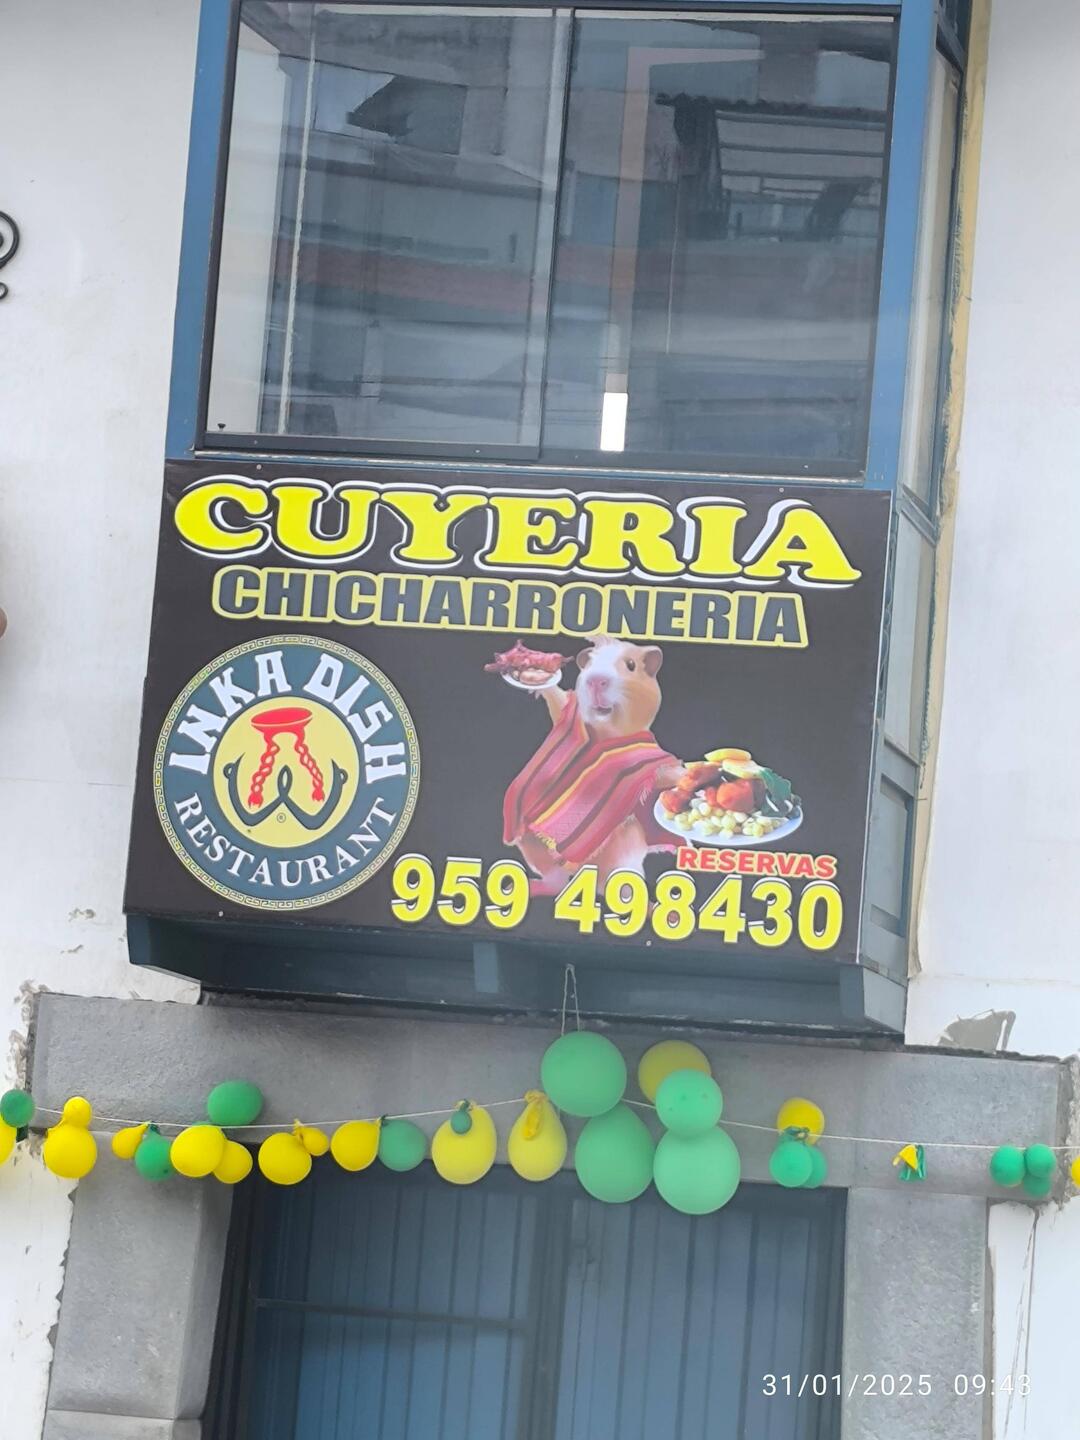 CUYERIA
CHICHARRONERIA
INKA DISH
RESTAURANT
®
RESERVAS
959 498430
31/01/2025 09:43